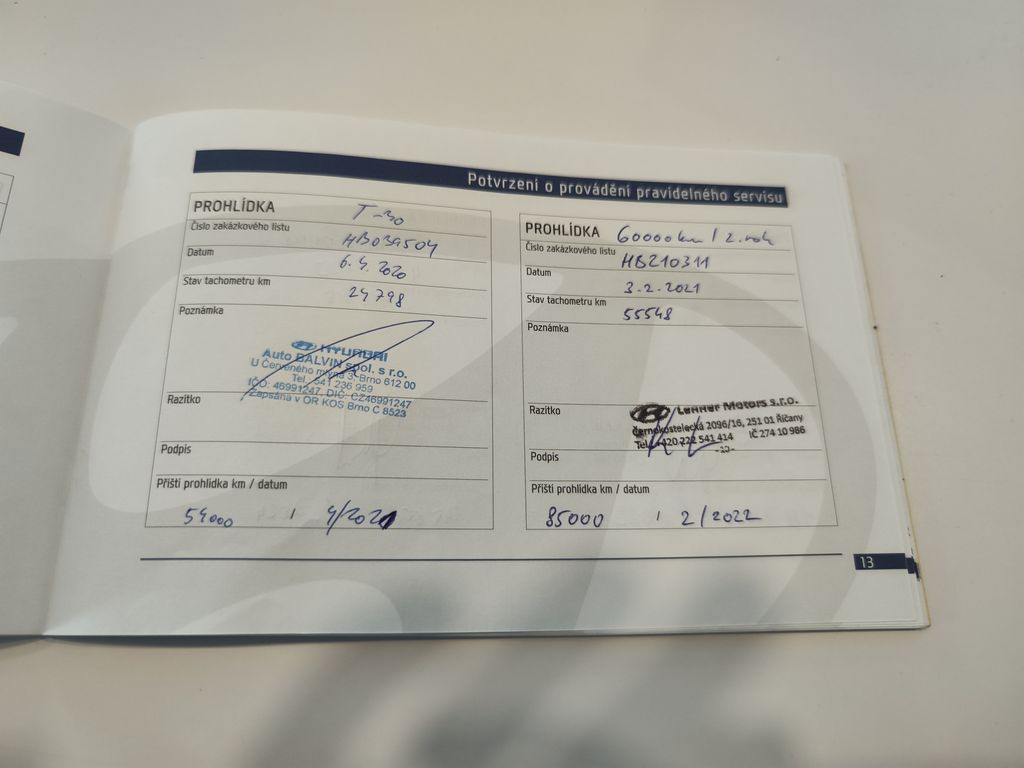 Potvrzení o provádění pravidelného servisu
PROHLÍDKA T-30
Číslo zakázkového listu HB039504
Datum 6.4.2020
Stav tachometru km 24798
Poznámka
HYUNDAI
Auto BALVIN spol. s r.o.
U Červeného mlýna 3, Brno 612 00
Tel. 541 236 959
IČO: 46991247, DIČ: CZ46991247
Zapsána v OR KOS Brno C 8523
Razítko
Podpis
Příští prohlídka km / datum
54000 / 4/2021
PROHLÍDKA 60000km / 2. rok
Číslo zakázkového listu HB210311
Datum 3.2.2021
Stav tachometru km 55548
Poznámka
Razítko
Lenner Motors s.r.o.
Černokostelecká 2096/16, 251 01 Říčany
Tel. +420 222 541 414 IČ 274 10 986
Podpis
Příští prohlídka km / datum
85000 / 2/2022
13